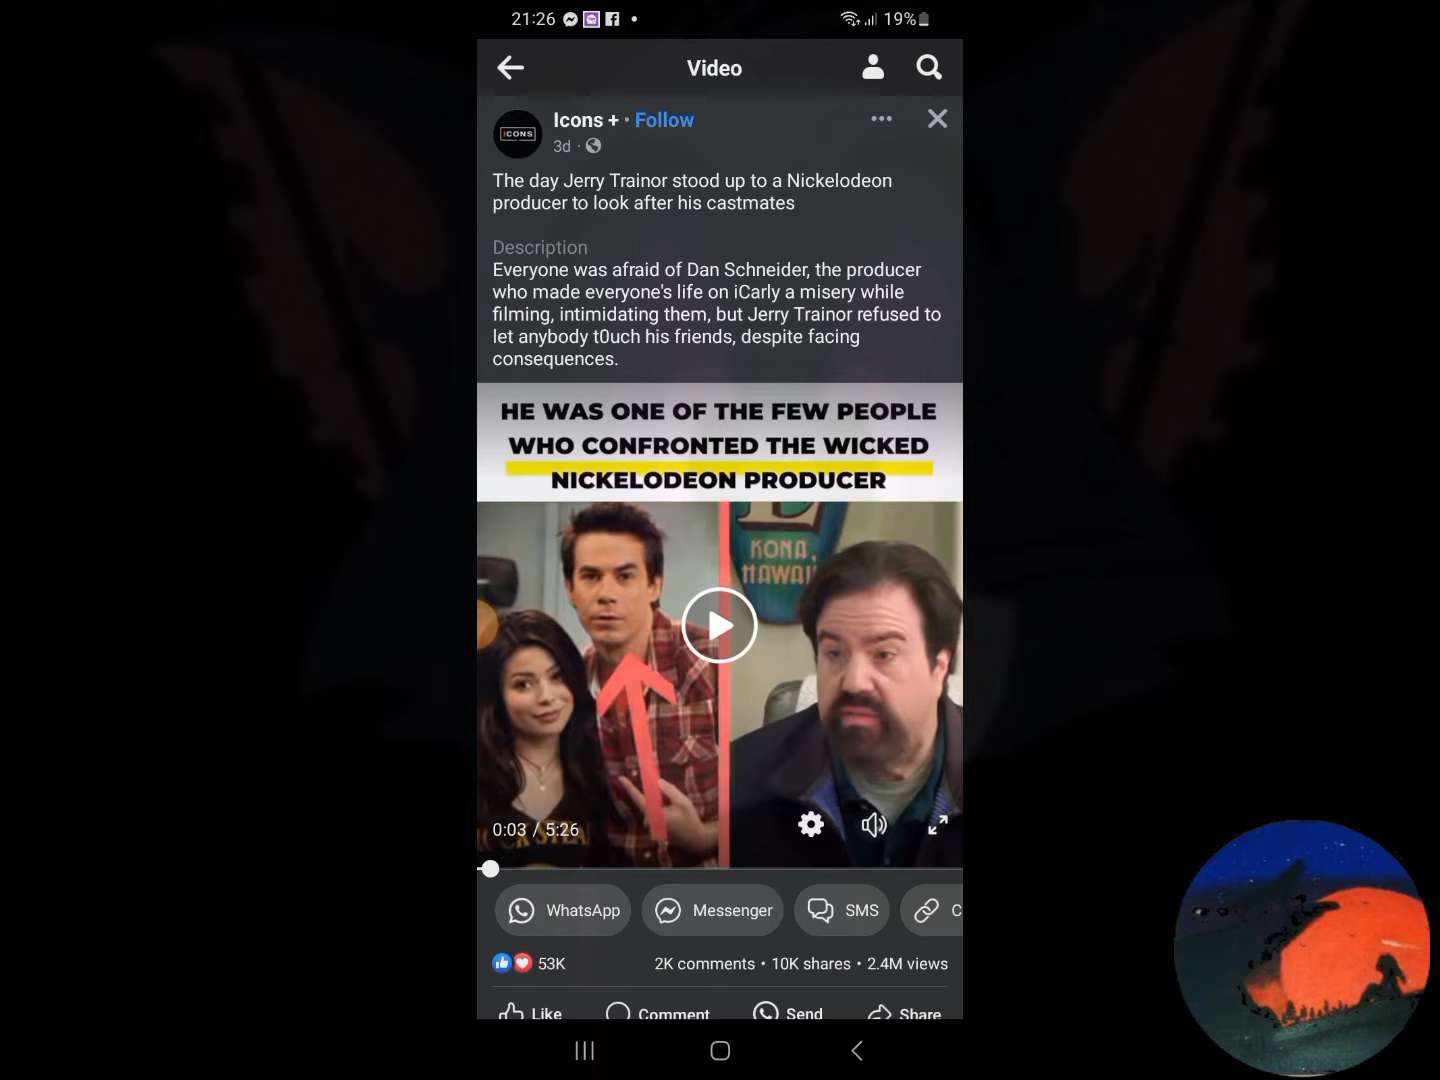 21:26
19%
Video
ICONS
Icons + · Follow
3d ·
The day Jerry Trainor stood up to a Nickelodeon
producer to look after his castmates
Description
Everyone was afraid of Dan Schneider, the producer
who made everyone's life on iCarly a misery while
filming, intimidating them, but Jerry Trainor refused to
let anybody t0uch his friends, despite facing
consequences.
HE WAS ONE OF THE FEW PEOPLE
WHO CONFRONTED THE WICKED
NICKELODEON PRODUCER
KONA,
HAWAII
0:03 / 5:26
WhatsApp
Messenger
SMS
C
53K
2K comments • 10K shares • 2.4M views
Like
Comment
Send
Share